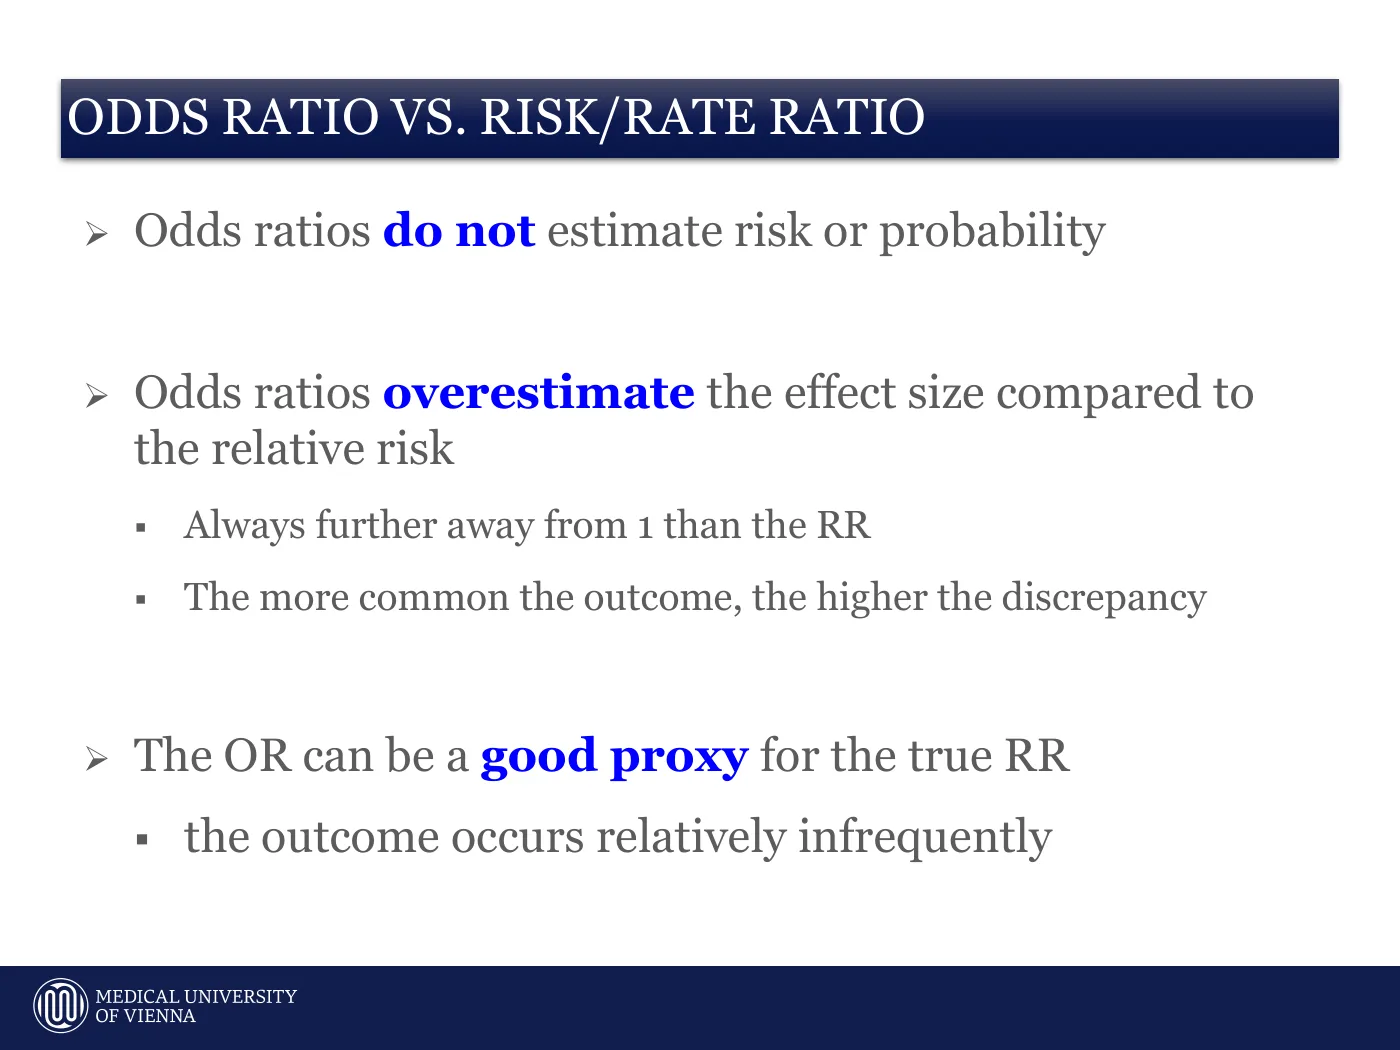 ODDS RATIO VS. RISK/RATE RATIO
➢ Odds ratios do not estimate risk or probability
➢ Odds ratios overestimate the effect size compared to
the relative risk
▪ Always further away from 1 than the RR
▪ The more common the outcome, the higher the discrepancy
➢ The OR can be a good proxy for the true RR
▪ the outcome occurs relatively infrequently
MEDICAL UNIVERSITY
OF VIENNA